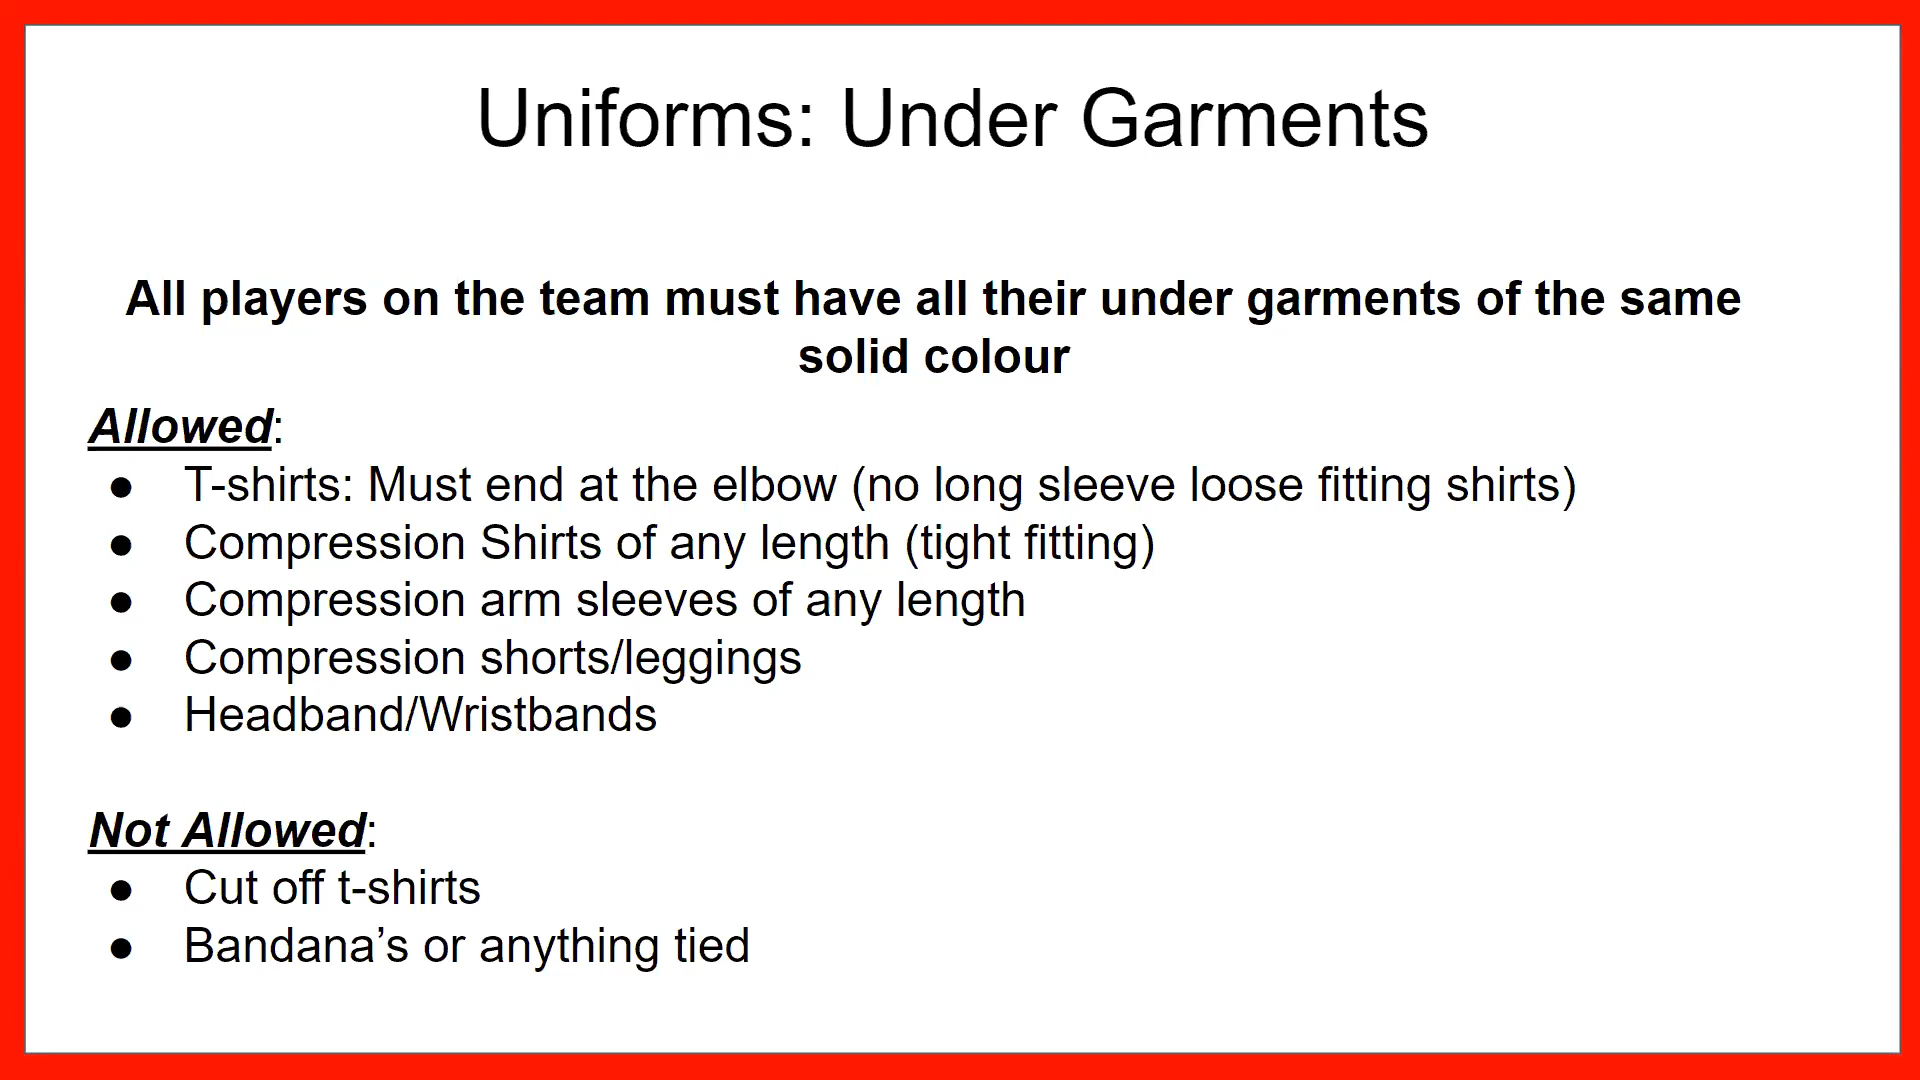 Uniforms: Under Garments
All players on the team must have all their under garments of the same
solid colour
Allowed:
● T-shirts: Must end at the elbow (no long sleeve loose fitting shirts)
● Compression Shirts of any length (tight fitting)
● Compression arm sleeves of any length
● Compression shorts/leggings
● Headband/Wristbands
Not Allowed:
● Cut off t-shirts
● Bandana’s or anything tied